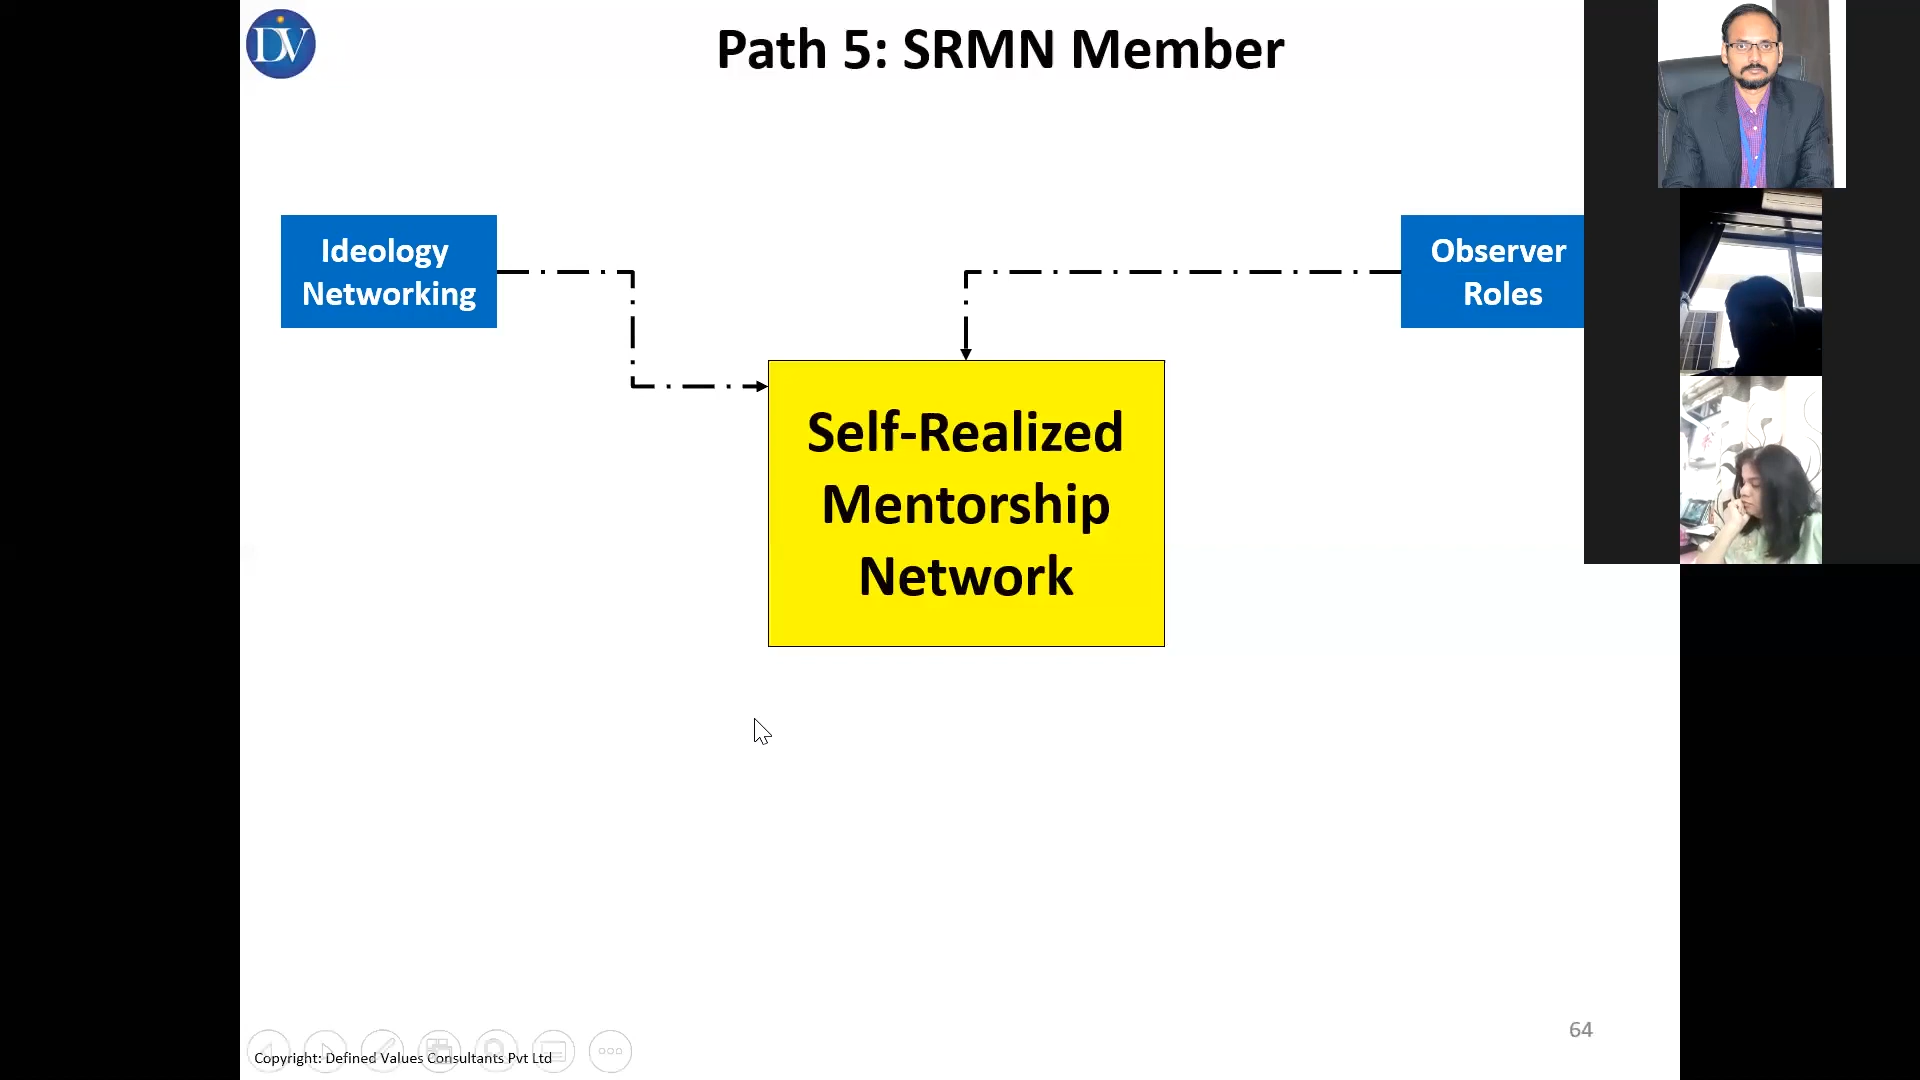 DV
Path 5: SRMN Member
Ideology
Networking
Observer
Roles
Self-Realized
Mentorship
Network
64
Copyright: Defined Values Consultants Pvt Ltd